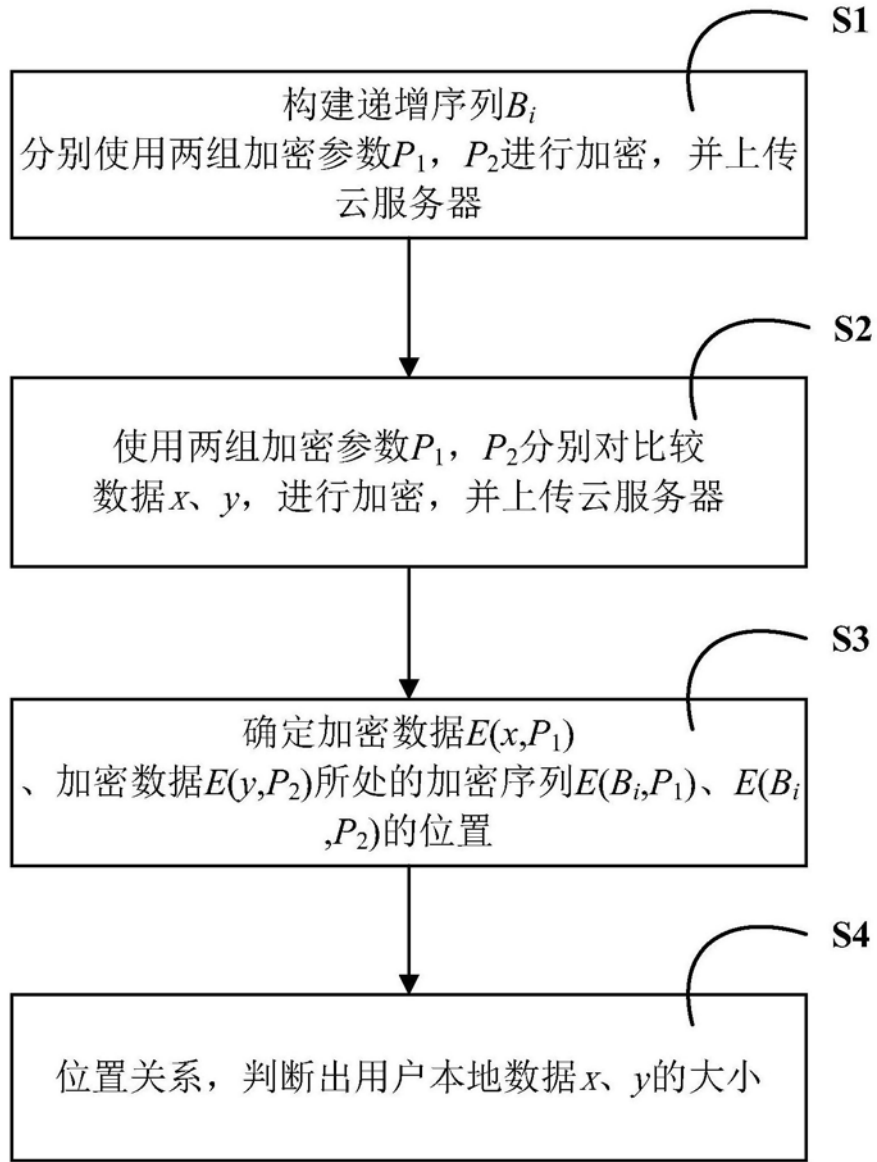 S1
构建递增序列Bi
分别使用两组加密参数P1，P2进行加密，并上传
云服务器
S2
使用两组加密参数P1，P2分别对比较
数据x、y，进行加密，并上传云服务器
S3
确定加密数据E(x,P1)
、加密数据E(y,P2)所处的加密序列E(Bi,P1)、E(Bi
,P2)的位置
S4
位置关系，判断出用户本地数据x、y的大小